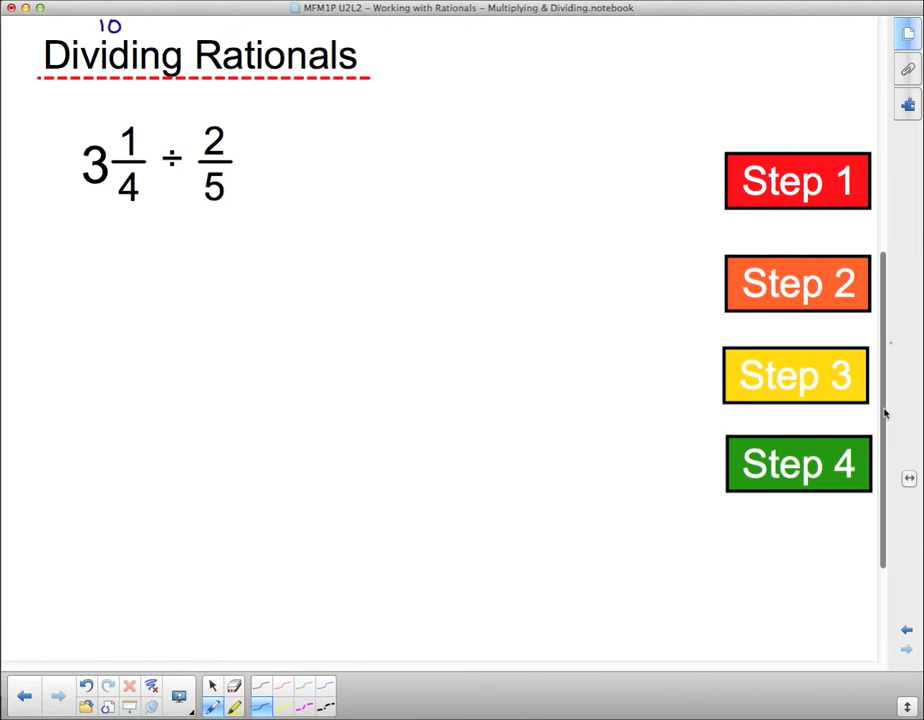 MFM1P U2L2 – Working with Rationals – Multiplying & Dividing.notebook
10
Dividing Rationals
3 1/4 ÷ 2/5
Step 1
Step 2
Step 3
Step 4